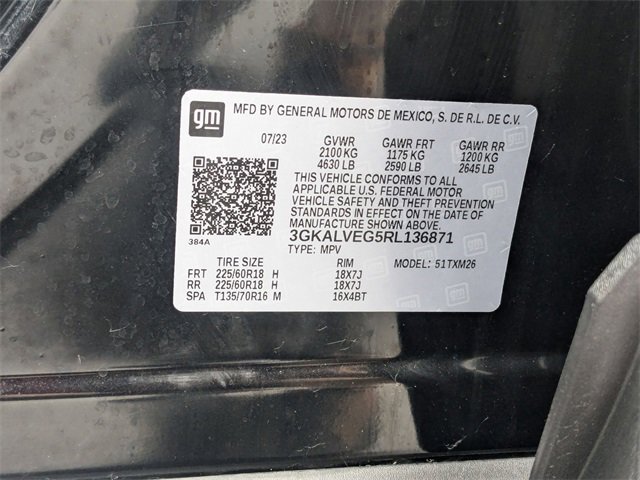 gm
MFD BY GENERAL MOTORS DE MEXICO, S. DE R.L. DE C.V.
07/23 GVWR GAWR FRT GAWR RR
2100 KG 1175 KG 1200 KG
4630 LB 2590 LB 2645 LB
THIS VEHICLE CONFORMS TO ALL
APPLICABLE U.S. FEDERAL MOTOR
VEHICLE SAFETY AND THEFT PREVENTION
STANDARDS IN EFFECT ON THE DATE OF
MANUFACTURE SHOWN ABOVE.
384A
3GKALVEG5RL136871
TYPE: MPV MODEL: 51TXM26
TIRE SIZE RIM
FRT 225/60R18 H 18X7J
RR 225/60R18 H 18X7J
SPA T135/70R16 M 16X4BT